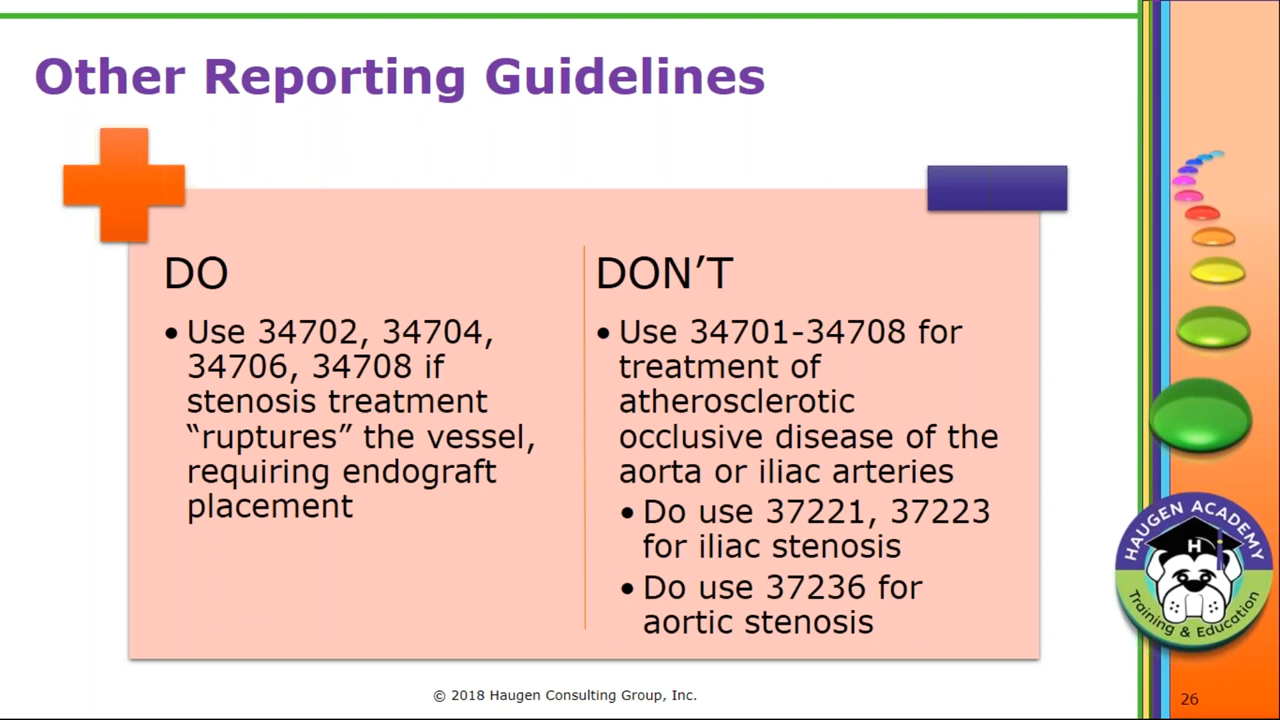 Other Reporting Guidelines
DO
• Use 34702, 34704,
34706, 34708 if
stenosis treatment
“ruptures” the vessel,
requiring endograft
placement
DON’T
• Use 34701-34708 for
treatment of
atherosclerotic
occlusive disease of the
aorta or iliac arteries
• Do use 37221, 37223
for iliac stenosis
• Do use 37236 for
aortic stenosis
HAUGEN ACADEMY
H
Training & Education
© 2018 Haugen Consulting Group, Inc.
26